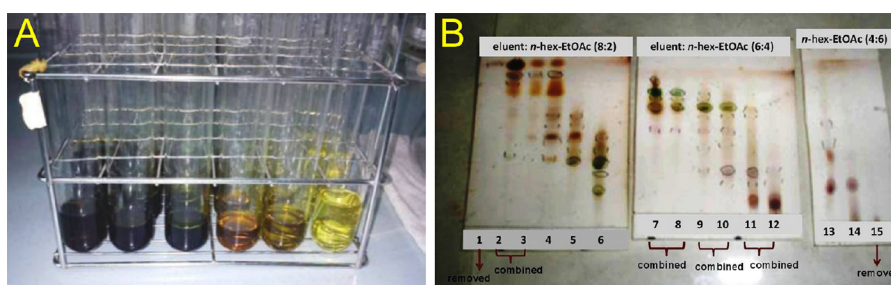 A
B
eluent: n-hex-EtOAc (8:2)
eluent: n-hex-EtOAc (6:4)
n-hex-EtOAc (4:6)
1 2 3 4 5 6
7 8 9 10 11 12
13 14 15
removed
combined
combined
combined
combined
remove